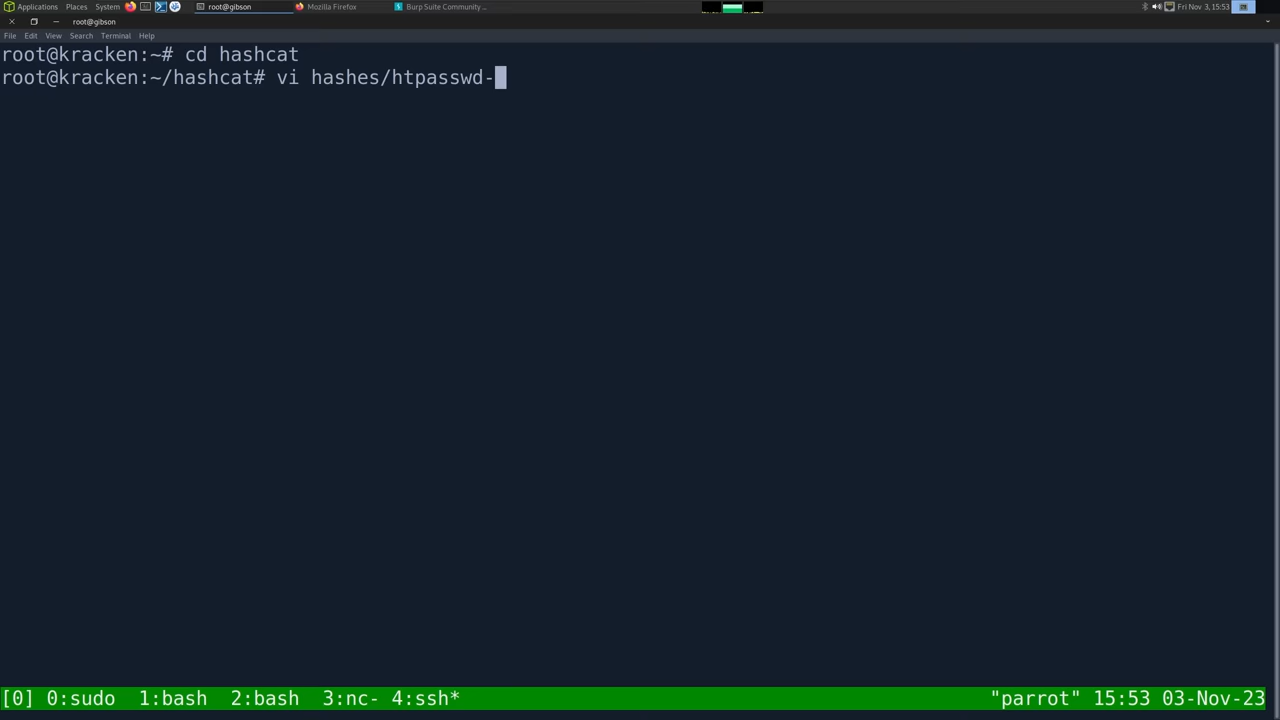 Applications Places System root@gibson Mozilla Firefox Burp Suite Community ... Fri Nov 3, 15:53
root@gibson
File Edit View Search Terminal Help
root@kracken:~# cd hashcat
root@kracken:~/hashcat# vi hashes/htpasswd-
[0] 0:sudo 1:bash 2:bash 3:nc- 4:ssh* "parrot" 15:53 03-Nov-23